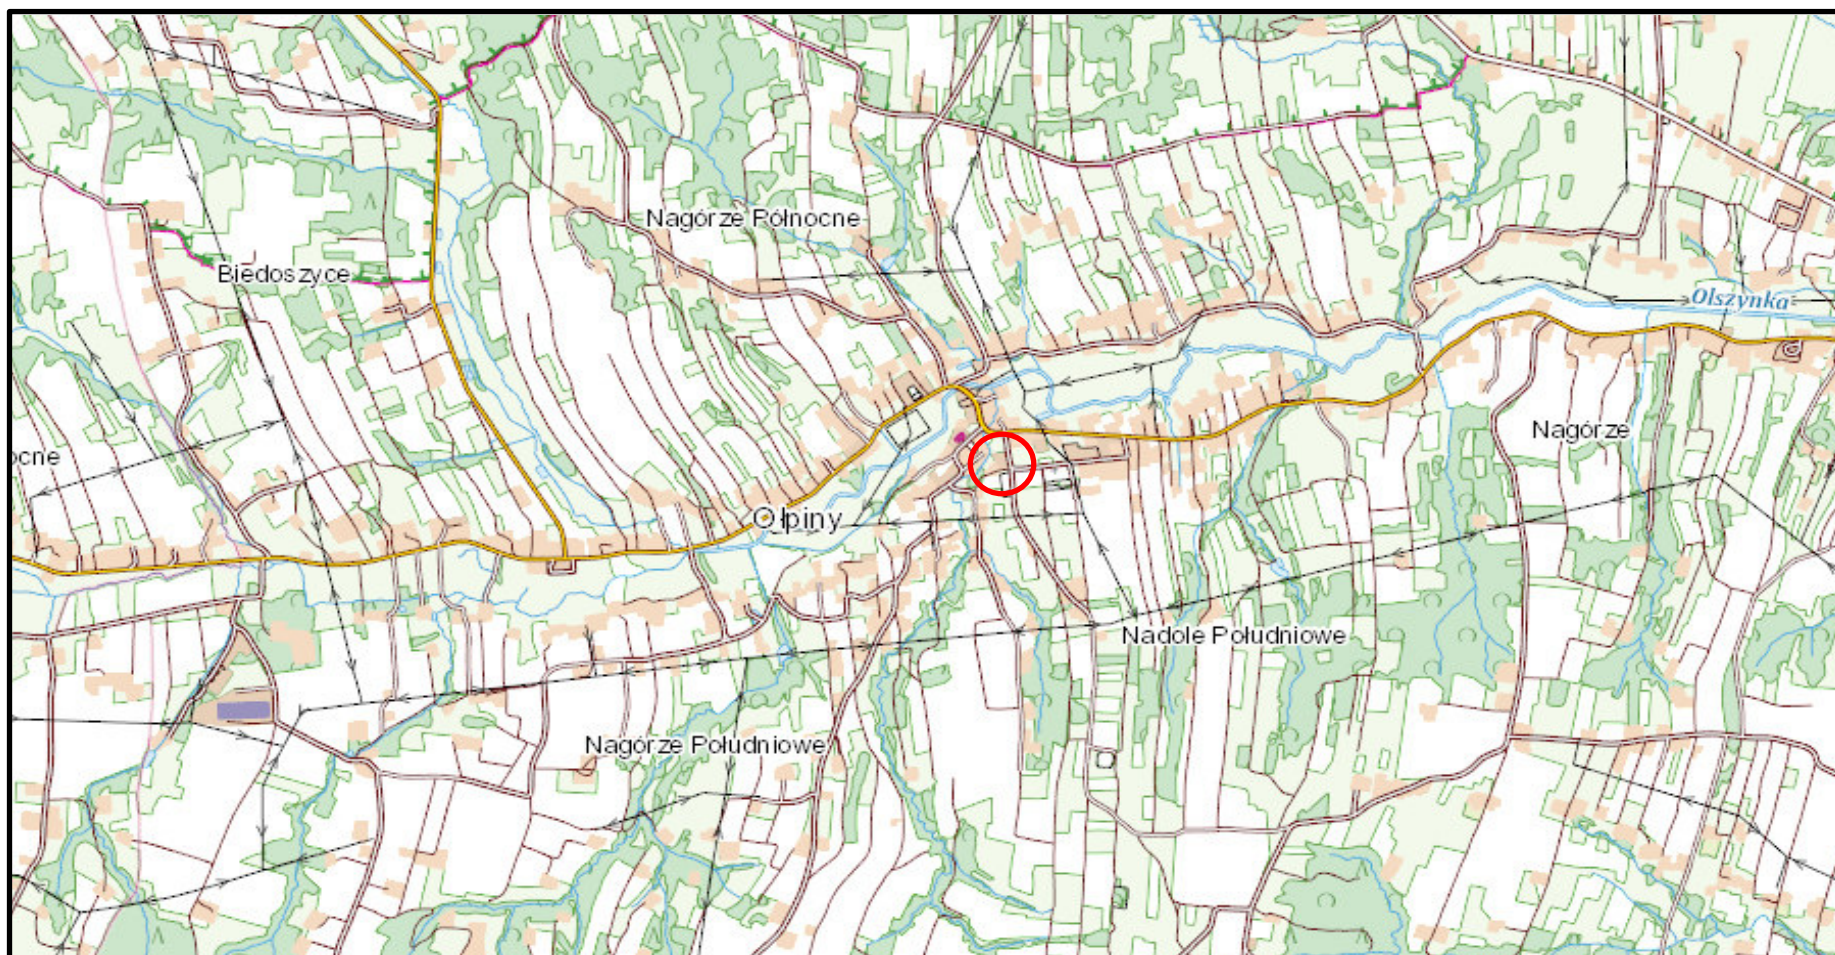 Nagórze Północne
Biedoszyce
Olszynka
Nagórze
ocne
Ołpiny
Nadole Południowe
Nagórze Południowe